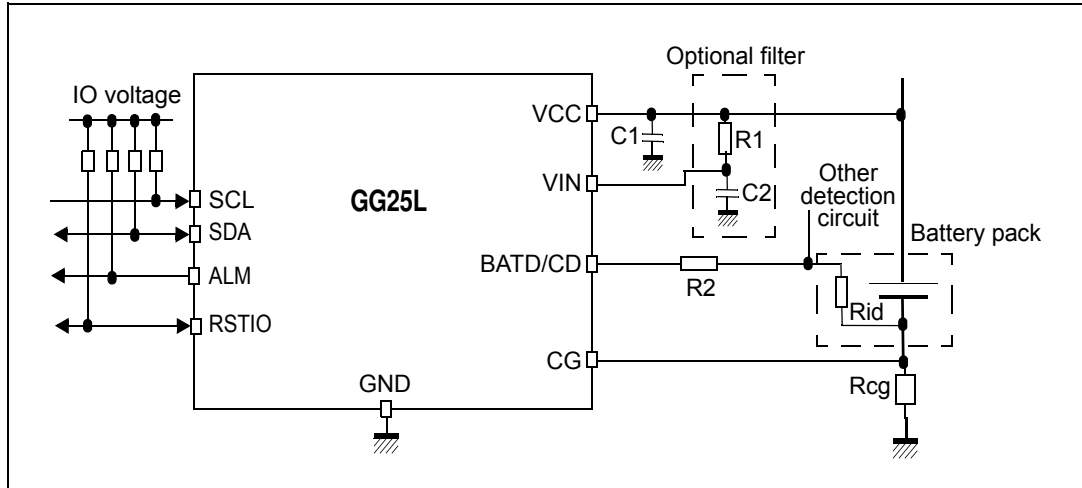 Optional filter
IO voltage
VCC
C1
R1
VIN
C2
Other
detection
circuit
GG25L
SCL
SDA
BATD/CD
R2
Battery pack
ALM
Rid
RSTIO
CG
GND
Rcg